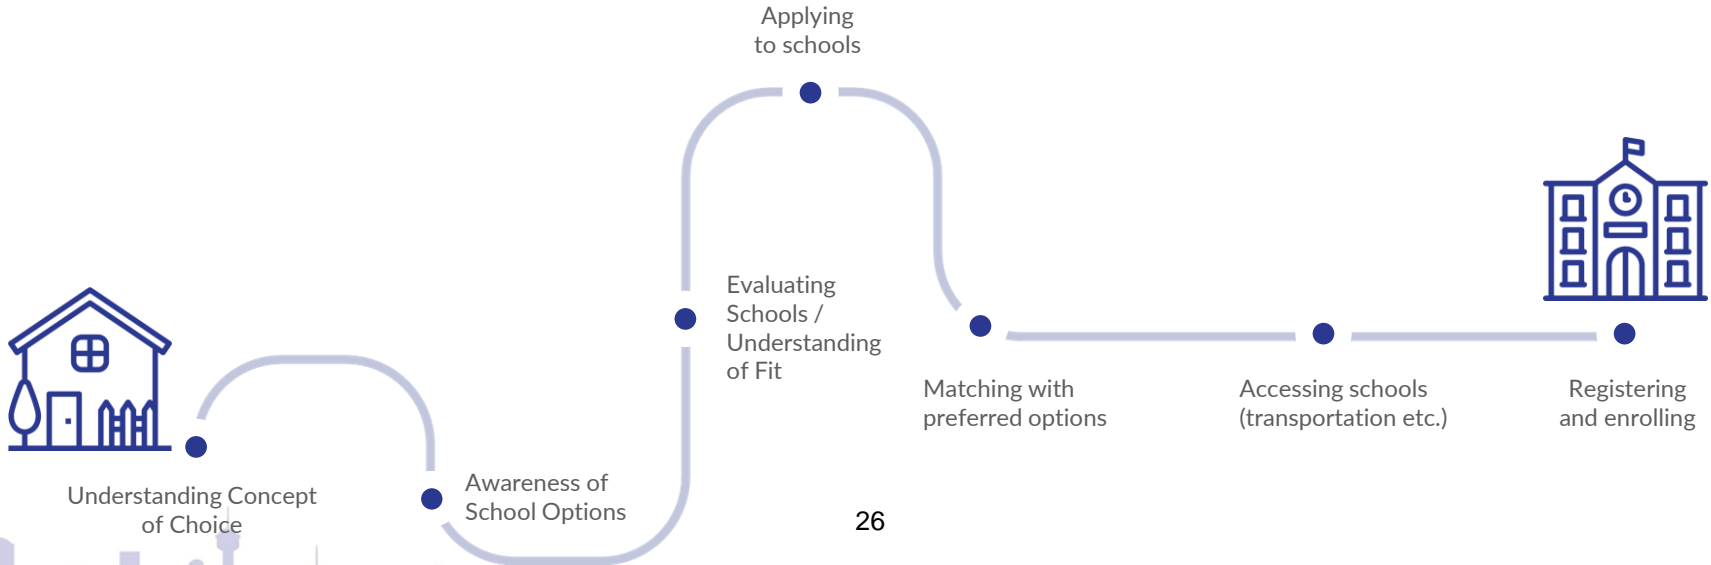 Applying
to schools
Evaluating
Schools /
Understanding
of Fit
Matching with
preferred options
Accessing schools
(transportation etc.)
Registering
and enrolling
Understanding Concept
of Choice
Awareness of
School Options
26